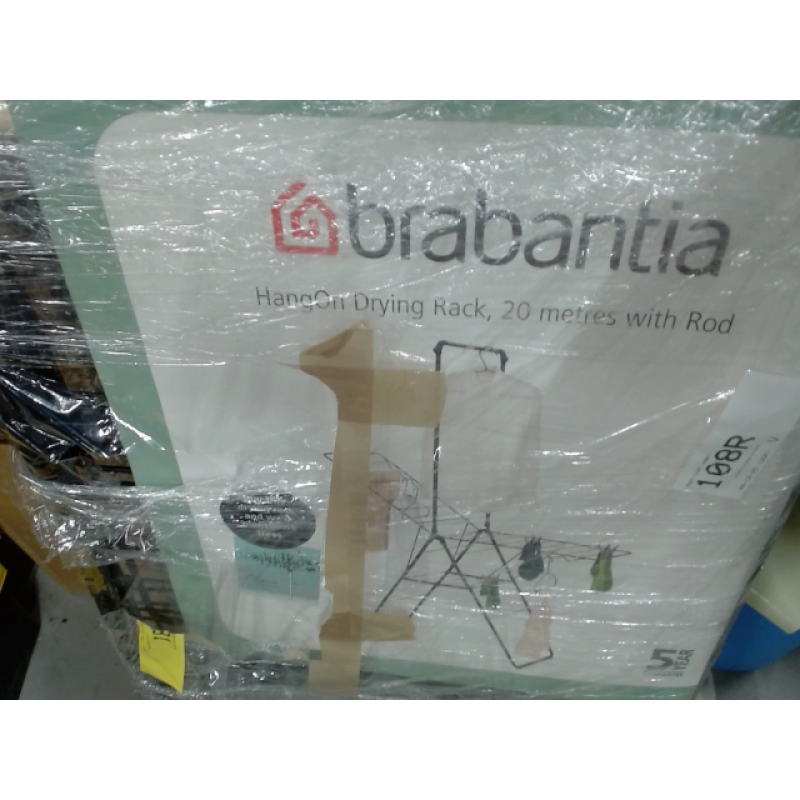 brabantia
HangOn Drying Rack, 20 metres with Rod
108R
5
YEAR